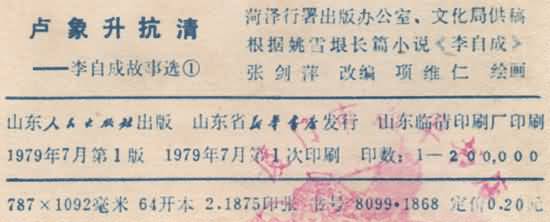 卢象升抗清
——李自成故事选①
菏泽行署出版办公室、文化局供稿
根据姚雪垠长篇小说《李自成》
张剑萍 改编 项维仁 绘画
山东人民出版社出版 山东省新华书店发行 山东临清印刷厂印刷
1979年7月第1版 1979年7月第1次印刷 印数:1—200,000
787×1092毫米 64开本 2.1875印张 书号 8099·1868 定价0.20元